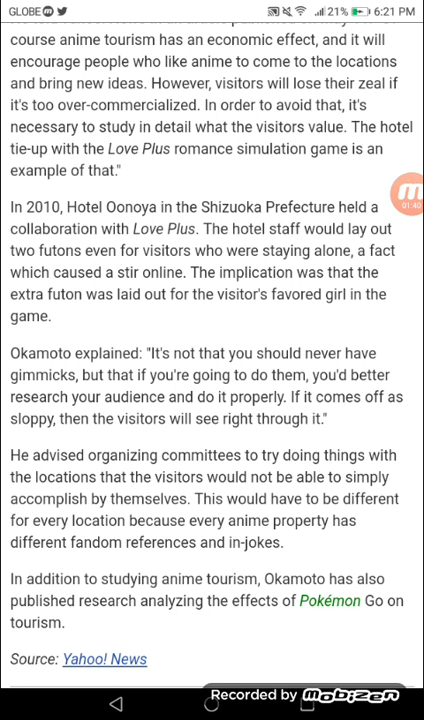 GLOBE 21% 6:21 PM
course anime tourism has an economic effect, and it will
encourage people who like anime to come to the locations
and bring new ideas. However, visitors will lose their zeal if
it's too over-commercialized. In order to avoid that, it's
necessary to study in detail what the visitors value. The hotel
tie-up with the Love Plus romance simulation game is an
example of that."
01:40
In 2010, Hotel Oonoya in the Shizuoka Prefecture held a
collaboration with Love Plus. The hotel staff would lay out
two futons even for visitors who were staying alone, a fact
which caused a stir online. The implication was that the
extra futon was laid out for the visitor's favored girl in the
game.
Okamoto explained: "It's not that you should never have
gimmicks, but that if you're going to do them, you'd better
research your audience and do it properly. If it comes off as
sloppy, then the visitors will see right through it."
He advised organizing committees to try doing things with
the locations that the visitors would not be able to simply
accomplish by themselves. This would have to be different
for every location because every anime property has
different fandom references and in-jokes.
In addition to studying anime tourism, Okamoto has also
published research analyzing the effects of Pokémon Go on
tourism.
Source: Yahoo! News
Recorded by mobizen